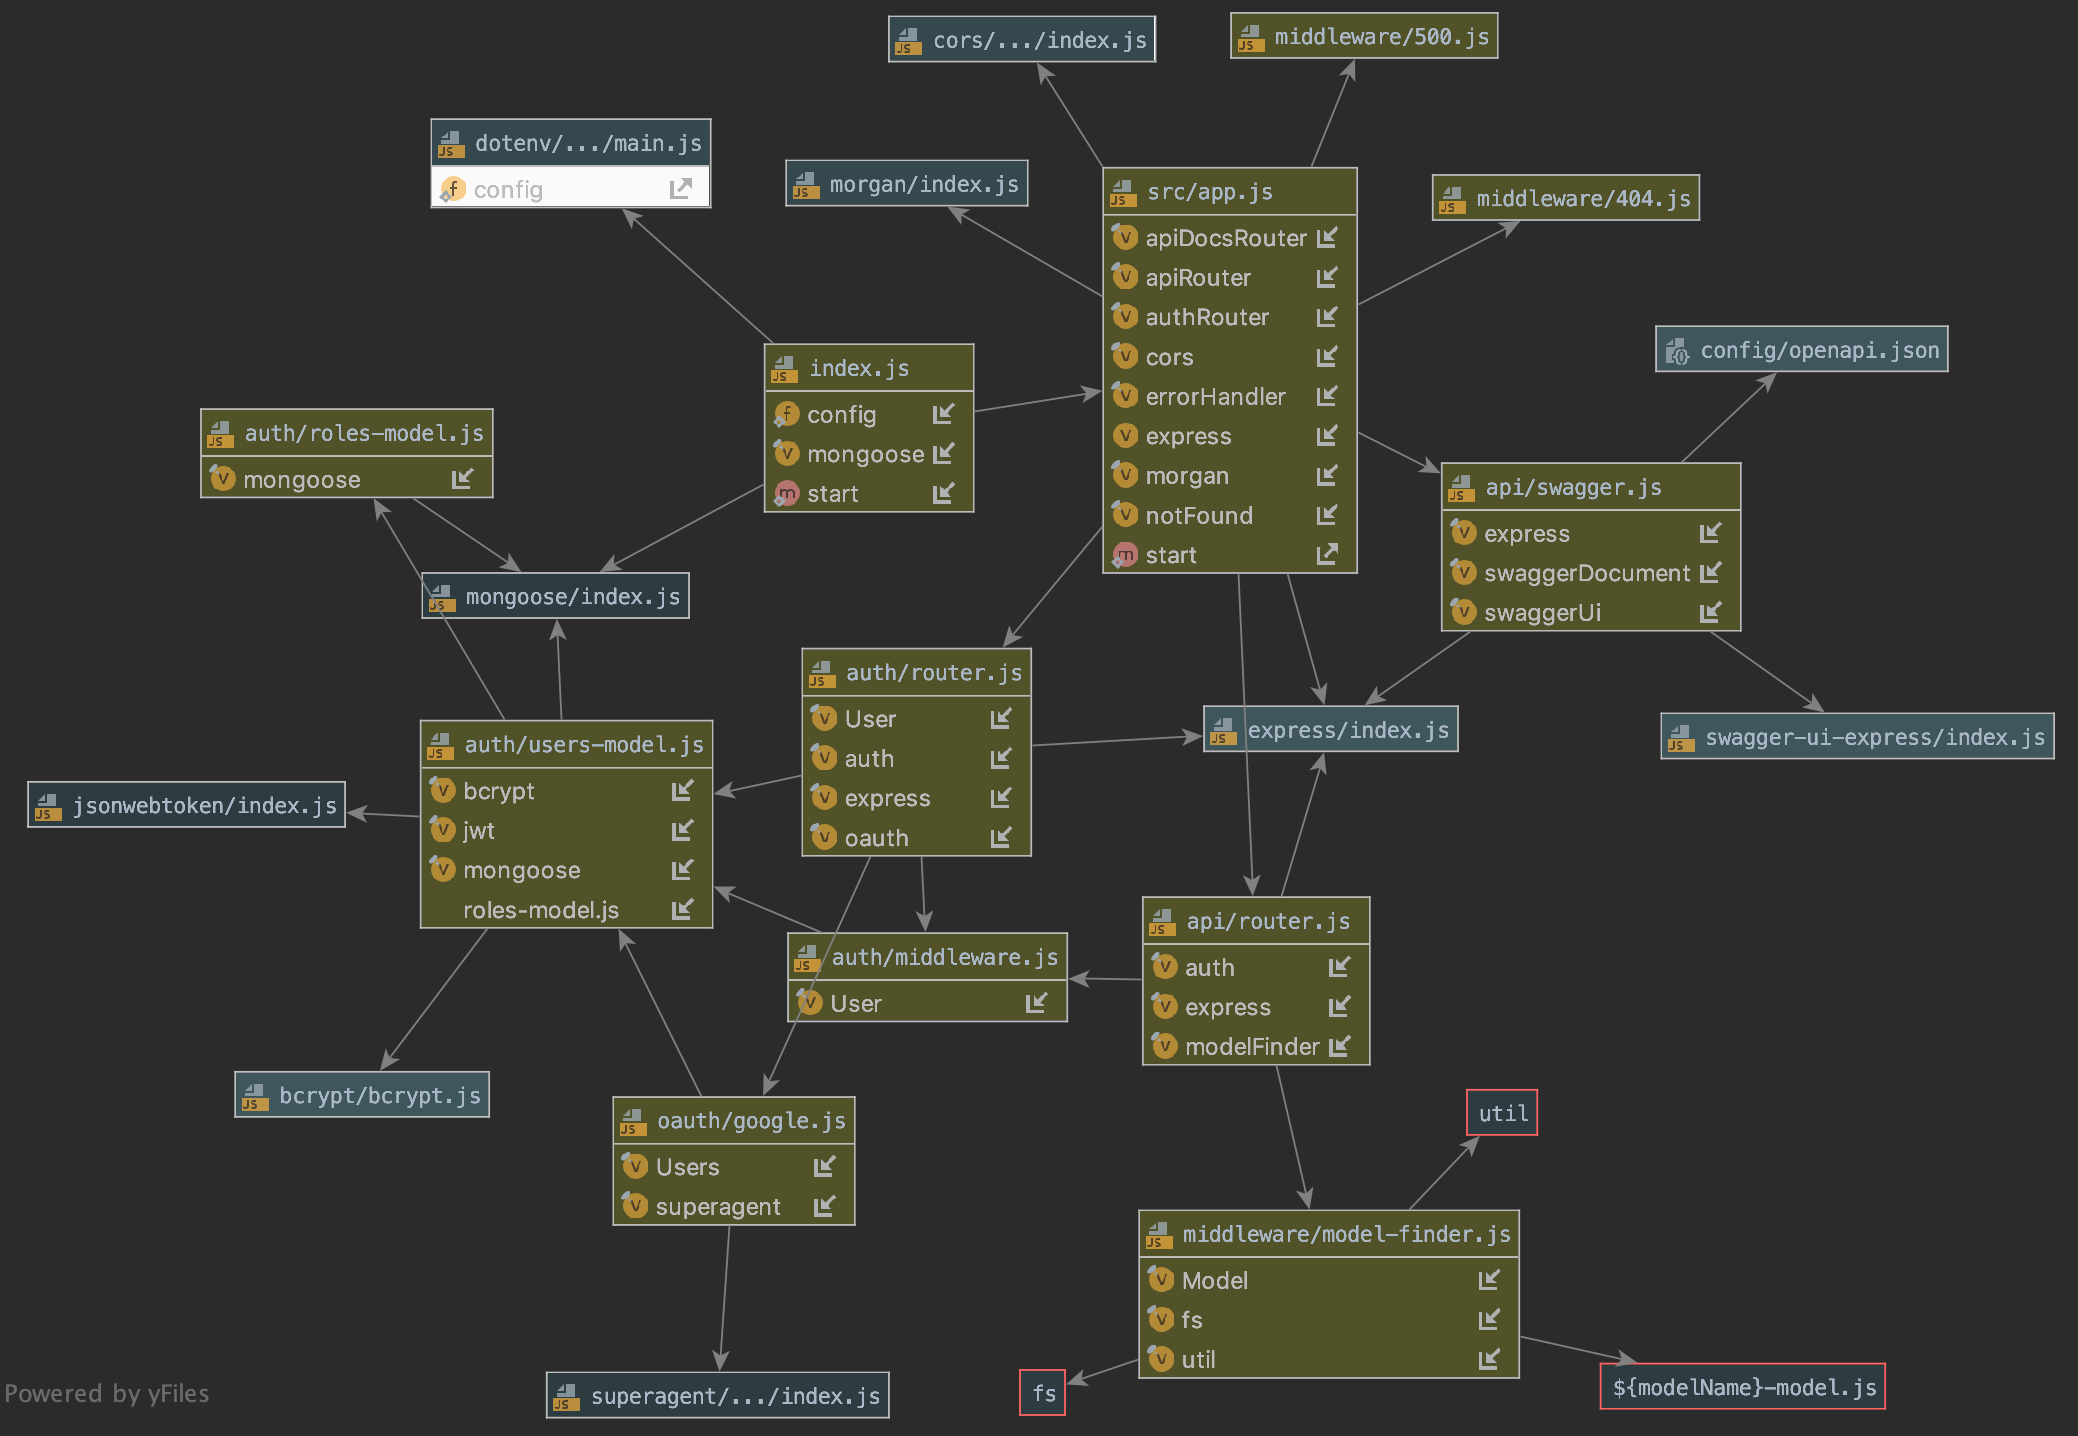 cors/.../index.js
middleware/500.js
dotenv/.../main.js
config
morgan/index.js
src/app.js
apiDocsRouter
apiRouter
authRouter
cors
errorHandler
express
morgan
notFound
start
middleware/404.js
config/openapi.json
index.js
config
mongoose
start
auth/roles-model.js
mongoose
api/swagger.js
express
swaggerDocument
swaggerUi
mongoose/index.js
auth/router.js
User
auth
express
oauth
express/index.js
swagger-ui-express/index.js
auth/users-model.js
bcrypt
jwt
mongoose
roles-model.js
jsonwebtoken/index.js
auth/middleware.js
User
api/router.js
auth
express
modelFinder
bcrypt/bcrypt.js
oauth/google.js
Users
superagent
util
middleware/model-finder.js
Model
fs
util
fs
${modelName}-model.js
superagent/.../index.js
Powered by yFiles